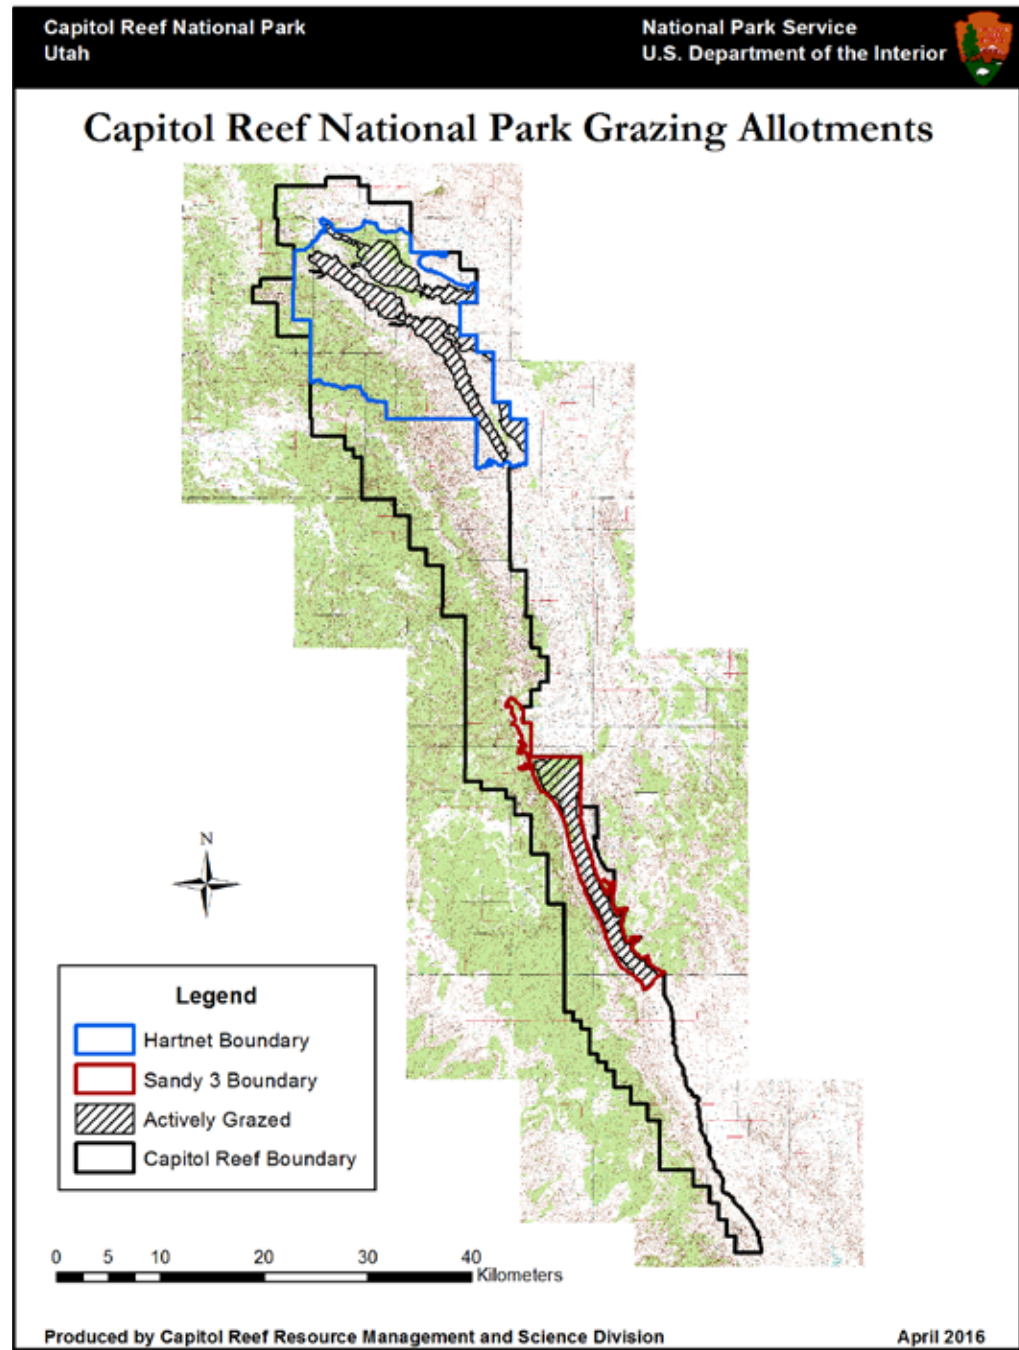 Capitol Reef National Park
Utah
National Park Service
U.S. Department of the Interior
Capitol Reef National Park Grazing Allotments
N
Legend
Hartnet Boundary
Sandy 3 Boundary
Actively Grazed
Capitol Reef Boundary
0 5 10 20 30 40
Kilometers
Produced by Capitol Reef Resource Management and Science Division
April 2016